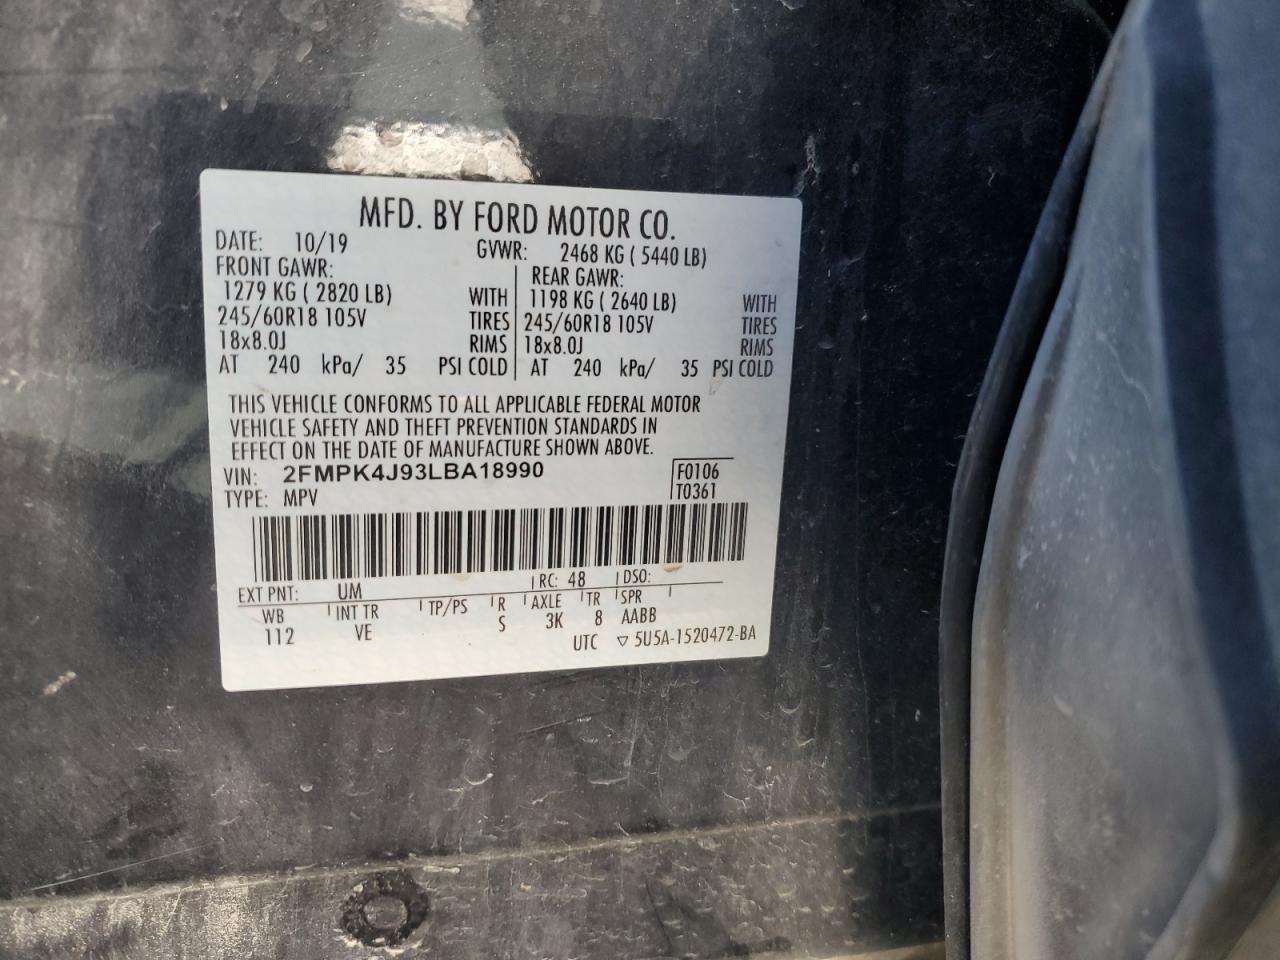 MFD. BY FORD MOTOR CO.
DATE: 10/19 GVWR: 2468 KG ( 5440 LB)
FRONT GAWR: REAR GAWR:
1279 KG ( 2820 LB) WITH 1198 KG ( 2640 LB) WITH
245/60R18 105V TIRES 245/60R18 105V TIRES
18x8.0J RIMS 18x8.0J RIMS
AT 240 kPa/ 35 PSI COLD AT 240 kPa/ 35 PSI COLD
THIS VEHICLE CONFORMS TO ALL APPLICABLE FEDERAL MOTOR
VEHICLE SAFETY AND THEFT PREVENTION STANDARDS IN
EFFECT ON THE DATE OF MANUFACTURE SHOWN ABOVE.
VIN: 2FMPK4J93LBA18990 F0106
TYPE: MPV T0361
EXT PNT: UM RC: 48 DSO:
WB INT TR TP/PS R AXLE TR SPR
112 VE S 3K 8 AABB
UTC ▽ 5U5A-1520472-BA